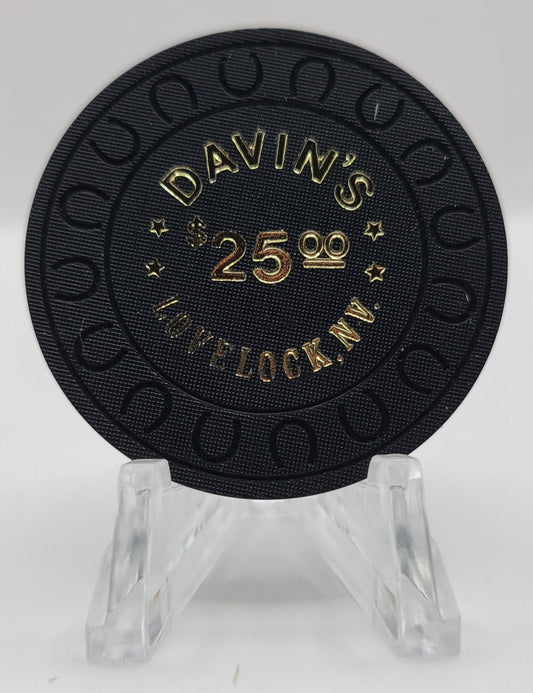 DAVIN'S
$25.00
LOVELOCK, NV.